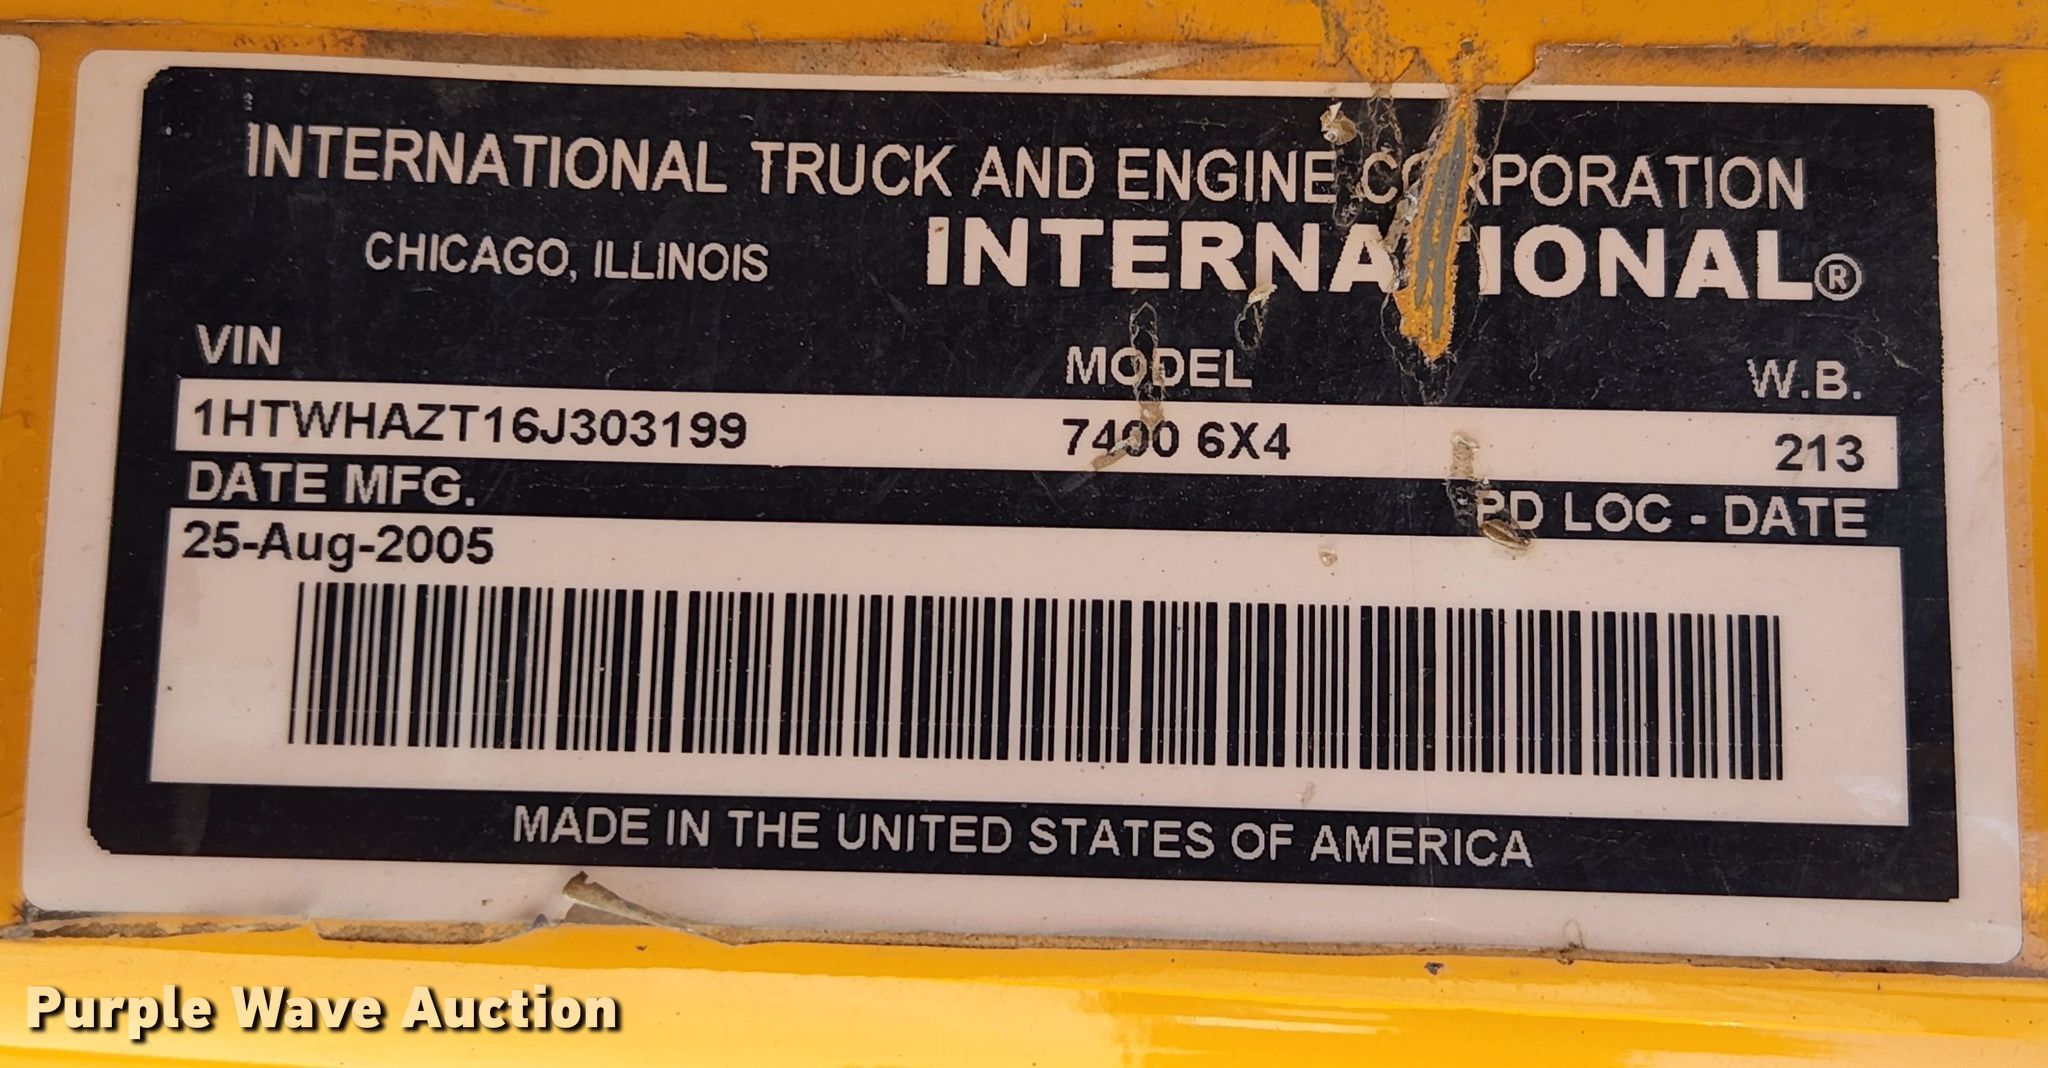 INTERNATIONAL TRUCK AND ENGINE CORPORATION
CHICAGO, ILLINOIS INTERNATIONAL®
VIN MODEL W.B.
1HTWHAZT16J303199 7400 6X4 213
DATE MFG. PD LOC - DATE
25-Aug-2005
MADE IN THE UNITED STATES OF AMERICA
Purple Wave Auction